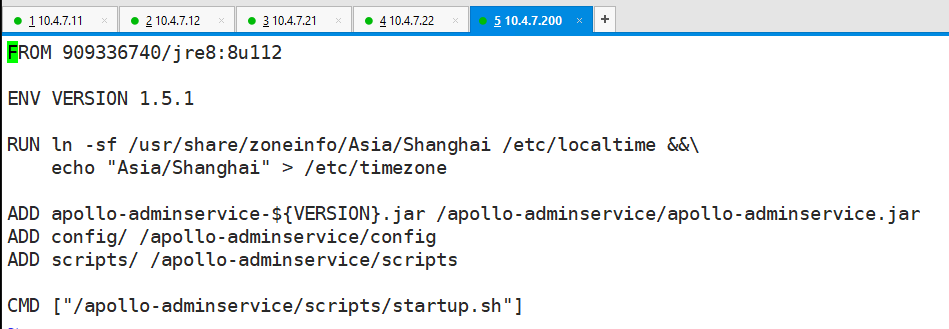 1 10.4.7.11 × 2 10.4.7.12 × 3 10.4.7.21 × 4 10.4.7.22 × 5 10.4.7.200 × +
FROM 909336740/jre8:8u112
ENV VERSION 1.5.1
RUN ln -sf /usr/share/zoneinfo/Asia/Shanghai /etc/localtime &&\
    echo "Asia/Shanghai" > /etc/timezone
ADD apollo-adminservice-${VERSION}.jar /apollo-adminservice/apollo-adminservice.jar
ADD config/ /apollo-adminservice/config
ADD scripts/ /apollo-adminservice/scripts
CMD ["/apollo-adminservice/scripts/startup.sh"]